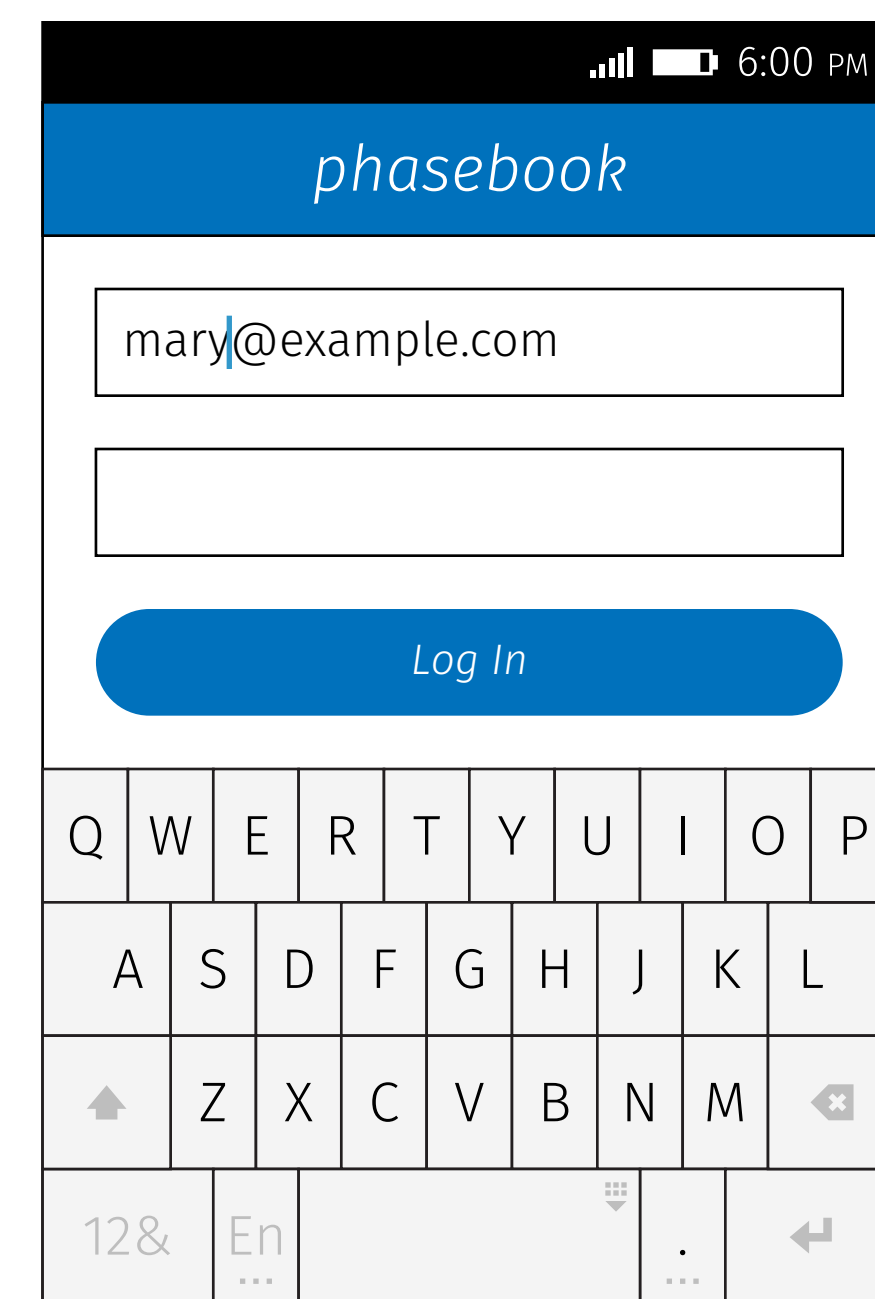 6:00 PM
phasebook
mary@example.com
Log In
Q W E R T Y U I O P
A S D F G H J K L
Z X C V B N M
12& En ... . ...